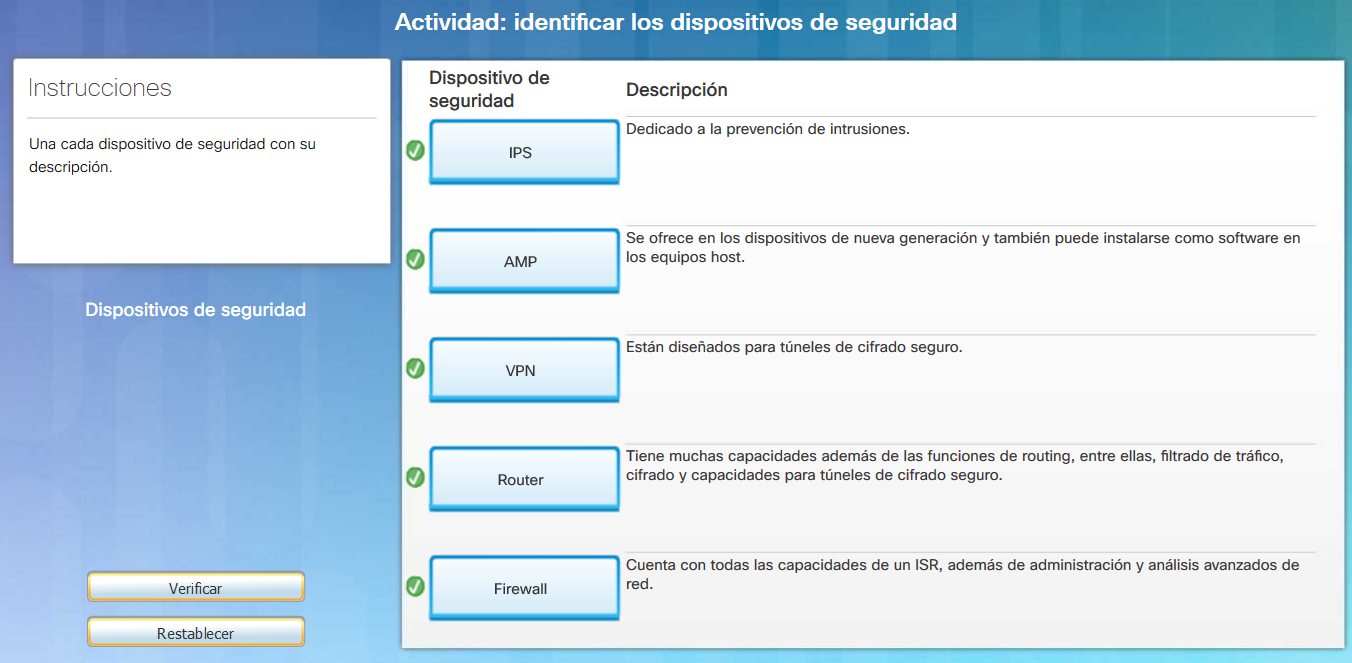 Actividad: identificar los dispositivos de seguridad
Instrucciones
Una cada dispositivo de seguridad con su
descripción.
Dispositivos de seguridad
Verificar
Restablecer
Dispositivo de
seguridad
Descripción
IPS
Dedicado a la prevención de intrusiones.
AMP
Se ofrece en los dispositivos de nueva generación y también puede instalarse como software en
los equipos host.
VPN
Están diseñados para túneles de cifrado seguro.
Router
Tiene muchas capacidades además de las funciones de routing, entre ellas, filtrado de tráfico,
cifrado y capacidades para túneles de cifrado seguro.
Firewall
Cuenta con todas las capacidades de un ISR, además de administración y análisis avanzados de
red.